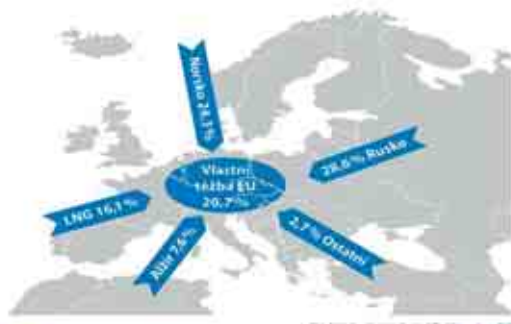 Norsko 24,3 %
Vlastní
těžba EU
20,7 %
28,6 % Rusko
LNG 16,1 %
Alžír 7,6 %
2,7 % Ostatní